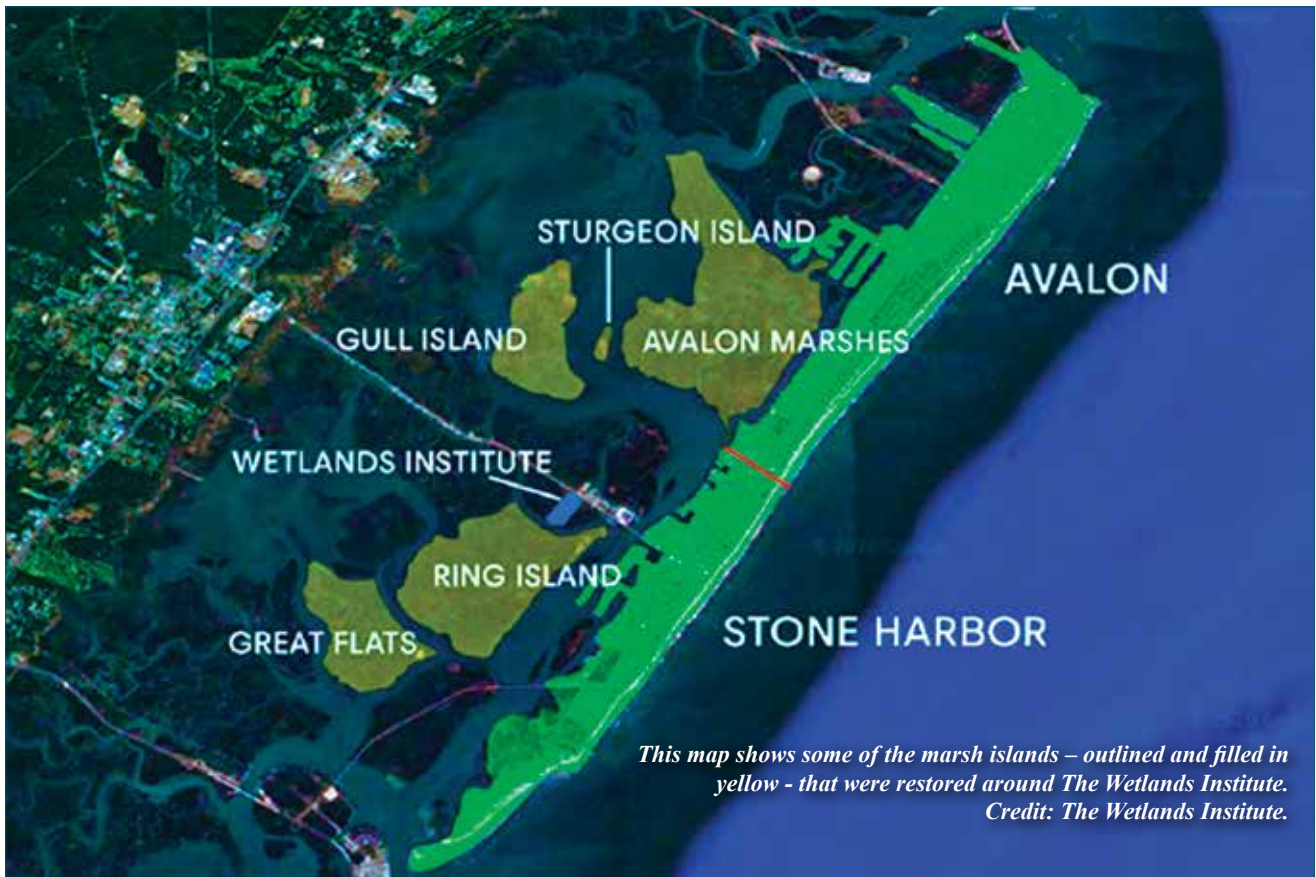 STURGEON ISLAND
AVALON
GULL ISLAND
AVALON MARSHES
WETLANDS INSTITUTE
RING ISLAND
STONE HARBOR
GREAT FLATS
This map shows some of the marsh islands – outlined and filled in
yellow - that were restored around The Wetlands Institute.
Credit: The Wetlands Institute.